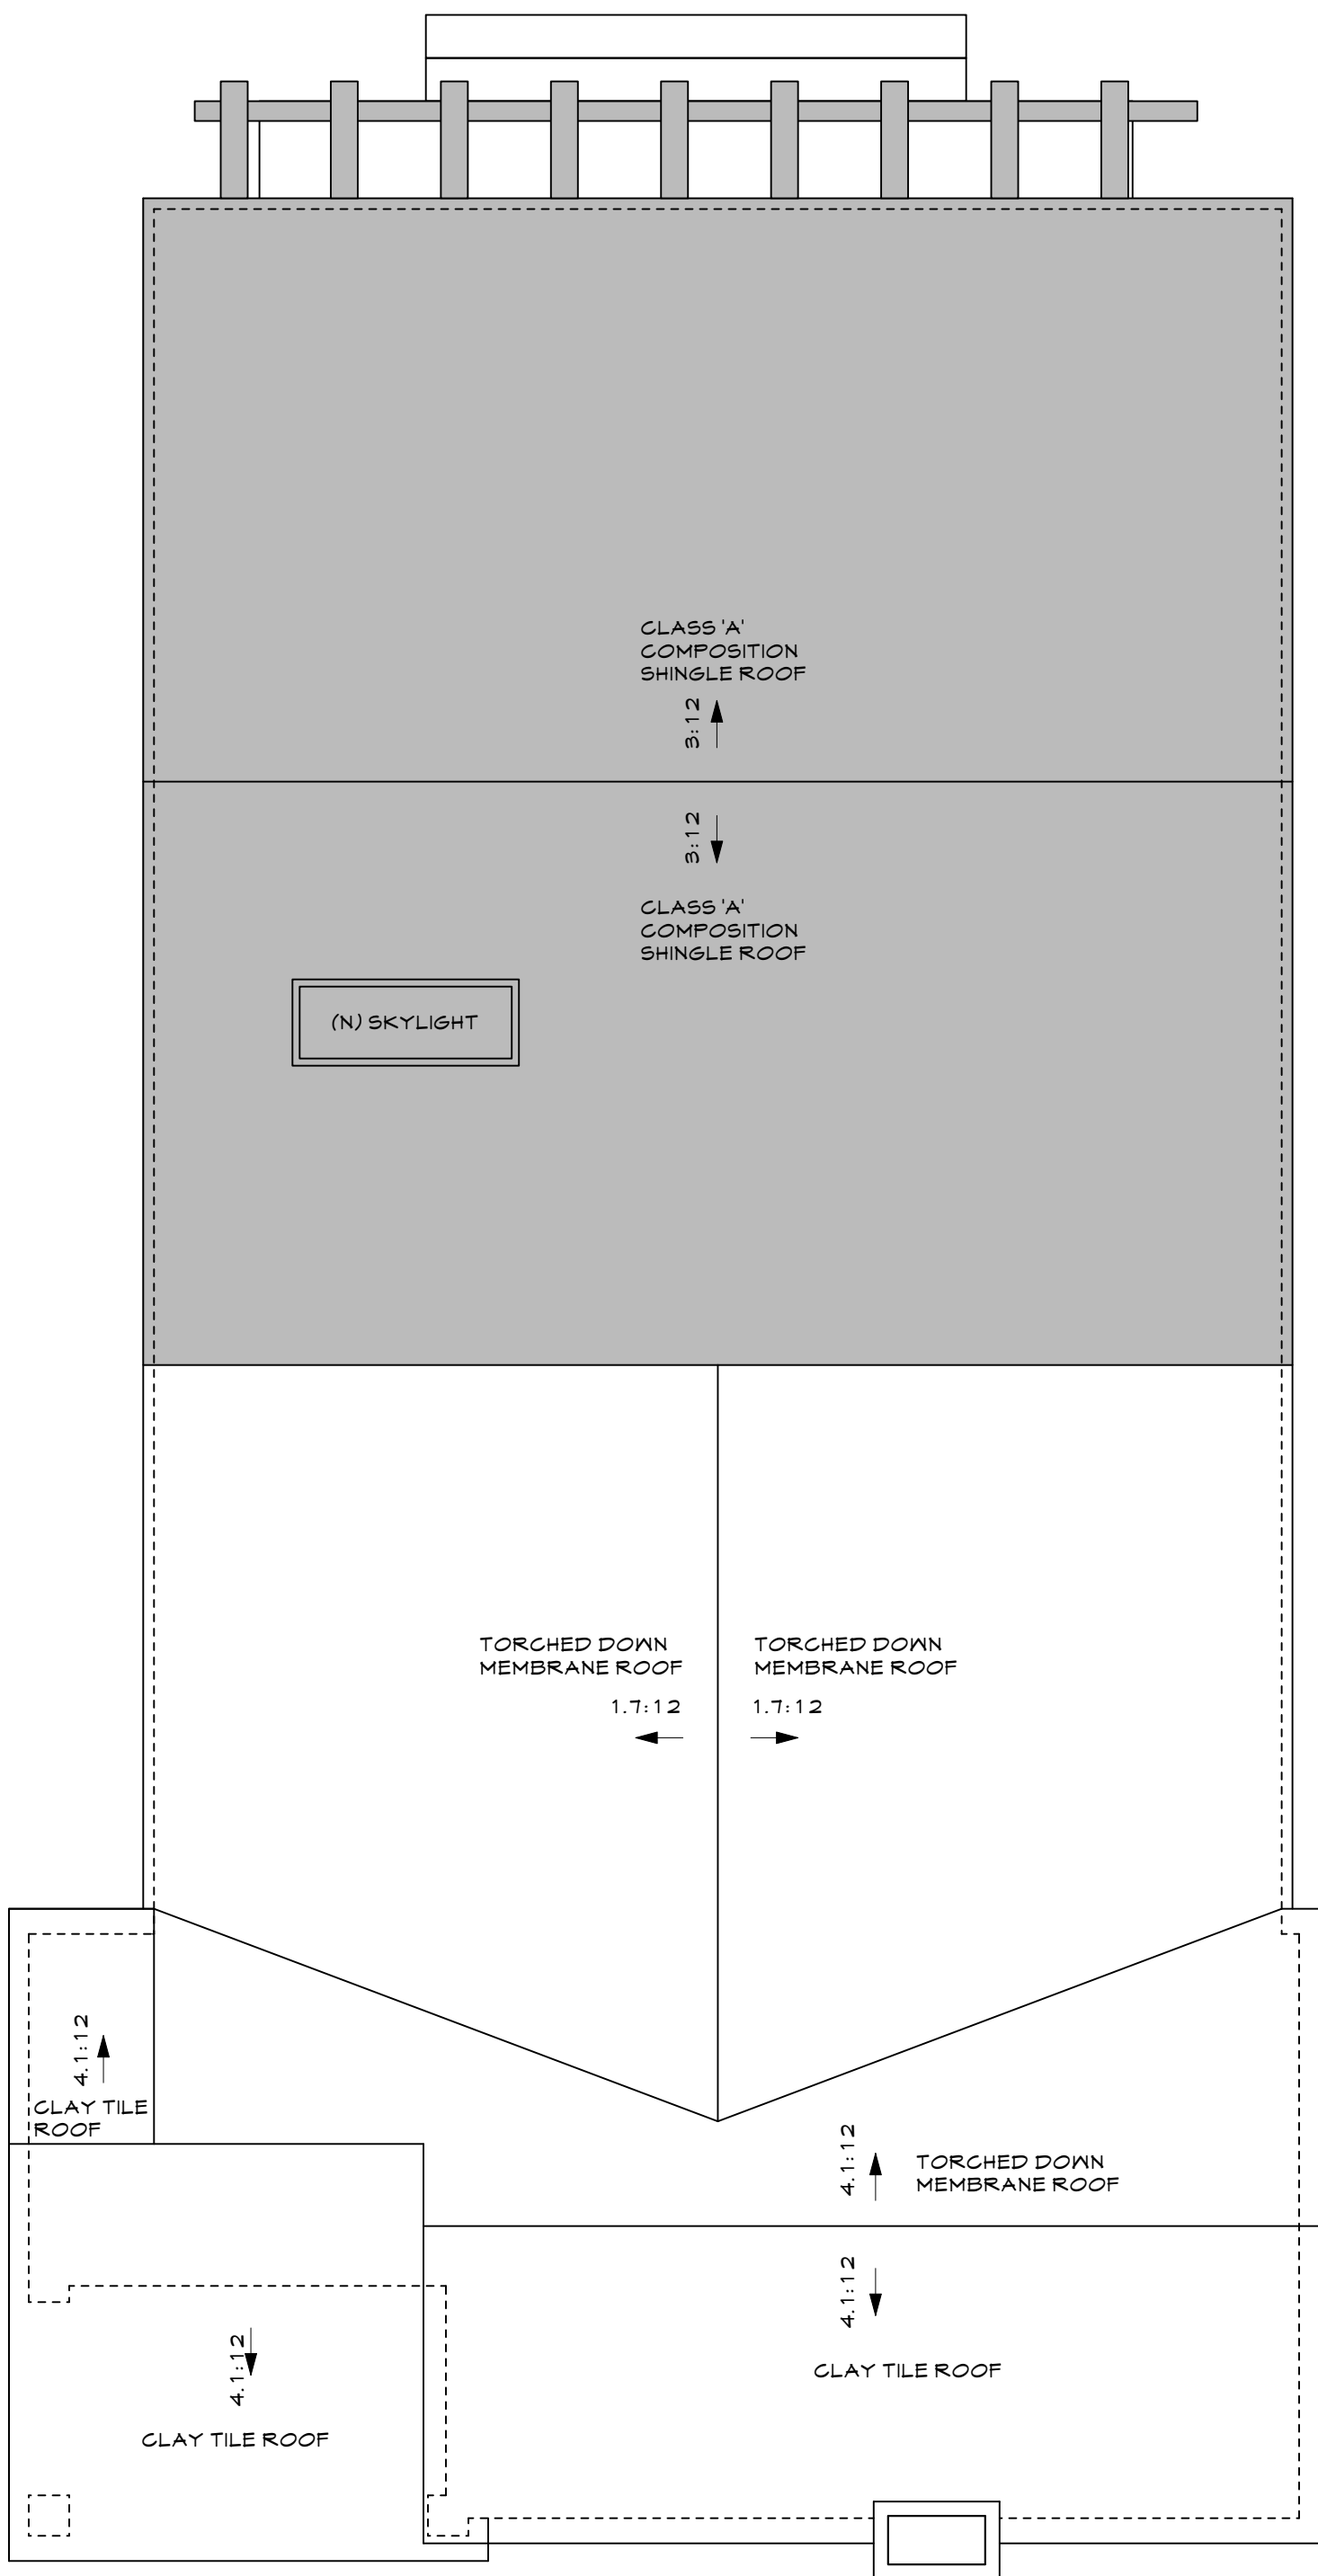 CLASS 'A'
COMPOSITION
SHINGLE ROOF
3:12
3:12
CLASS 'A'
COMPOSITION
SHINGLE ROOF
(N) SKYLIGHT
TORCHED DOWN
MEMBRANE ROOF
1.7:12
TORCHED DOWN
MEMBRANE ROOF
1.7:12
4.1:12
CLAY TILE
ROOF
4.1:12
TORCHED DOWN
MEMBRANE ROOF
4.1:12
CLAY TILE ROOF
4.1:12
CLAY TILE ROOF